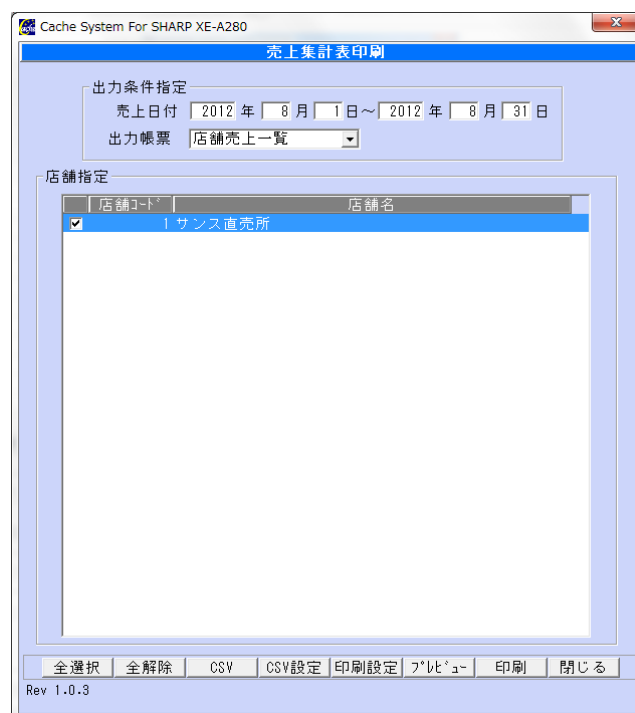 Cache System For SHARP XE-A280
売上集計表印刷
出力条件指定
売上日付 2012 年 8 月 1 日～ 2012 年 8 月 31 日
出力帳票 店舗売上一覧
店舗指定
店舗ｺｰﾄﾞ 店舗名
1 サンス直売所
全選択 全解除 CSV CSV設定 印刷設定 ﾌﾟﾚﾋﾞｭｰ 印刷 閉じる
Rev 1.0.3